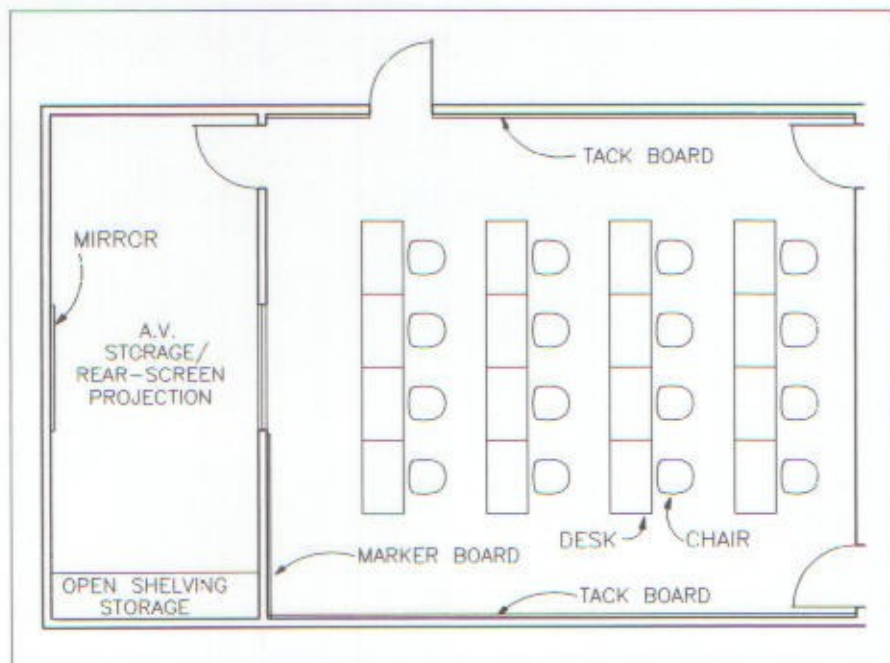 TACK BOARD
MIRROR
A.V.
STORAGE/
REAR-SCREEN
PROJECTION
DESK
CHAIR
MARKER BOARD
OPEN SHELVING
STORAGE
TACK BOARD